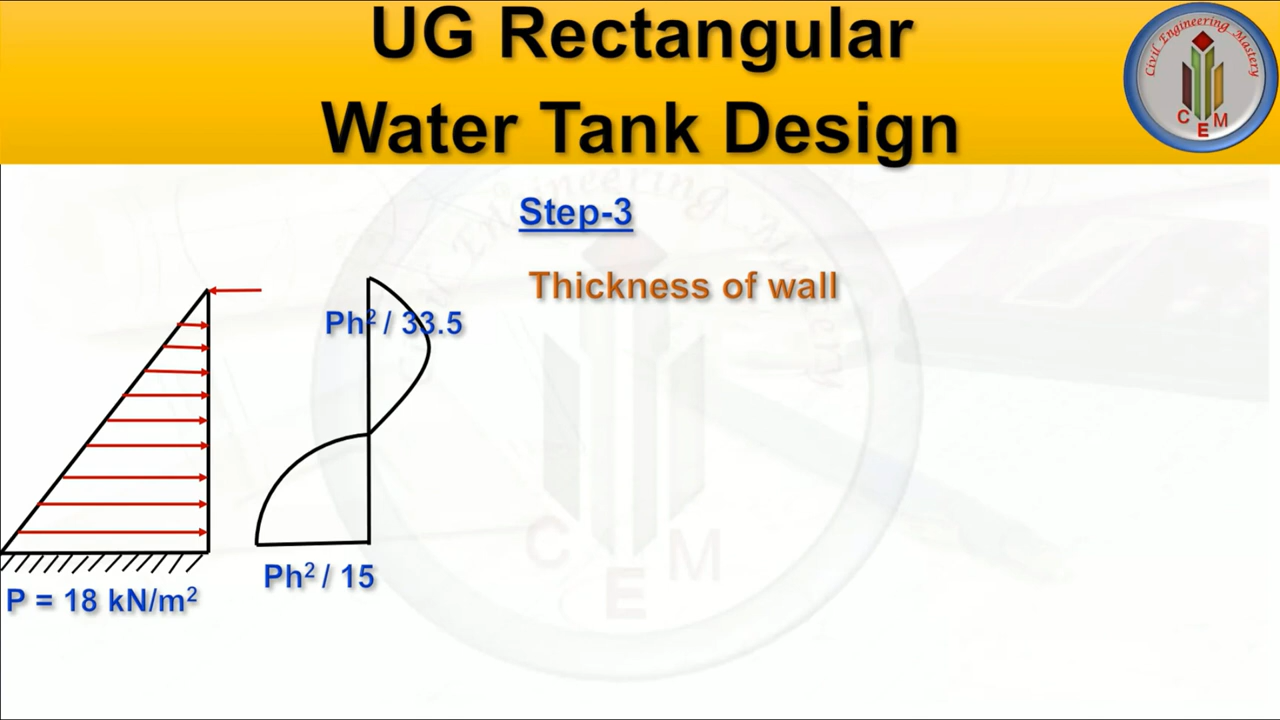 UG Rectangular
Water Tank Design
Civil Engineering Mastery
C E M
Step-3
Thickness of wall
Ph² / 33.5
Ph² / 15
P = 18 kN/m²
C E M